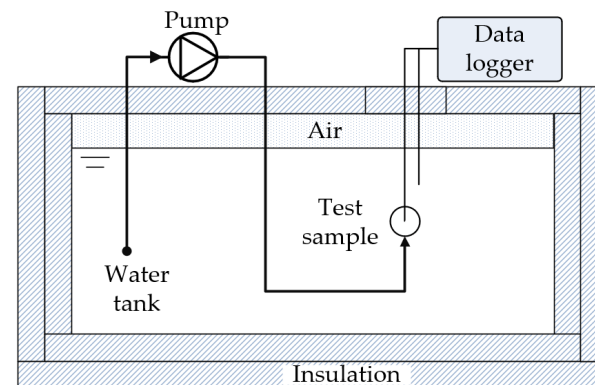 Pump
Data
logger
Air
Test
sample
Water
tank
Insulation